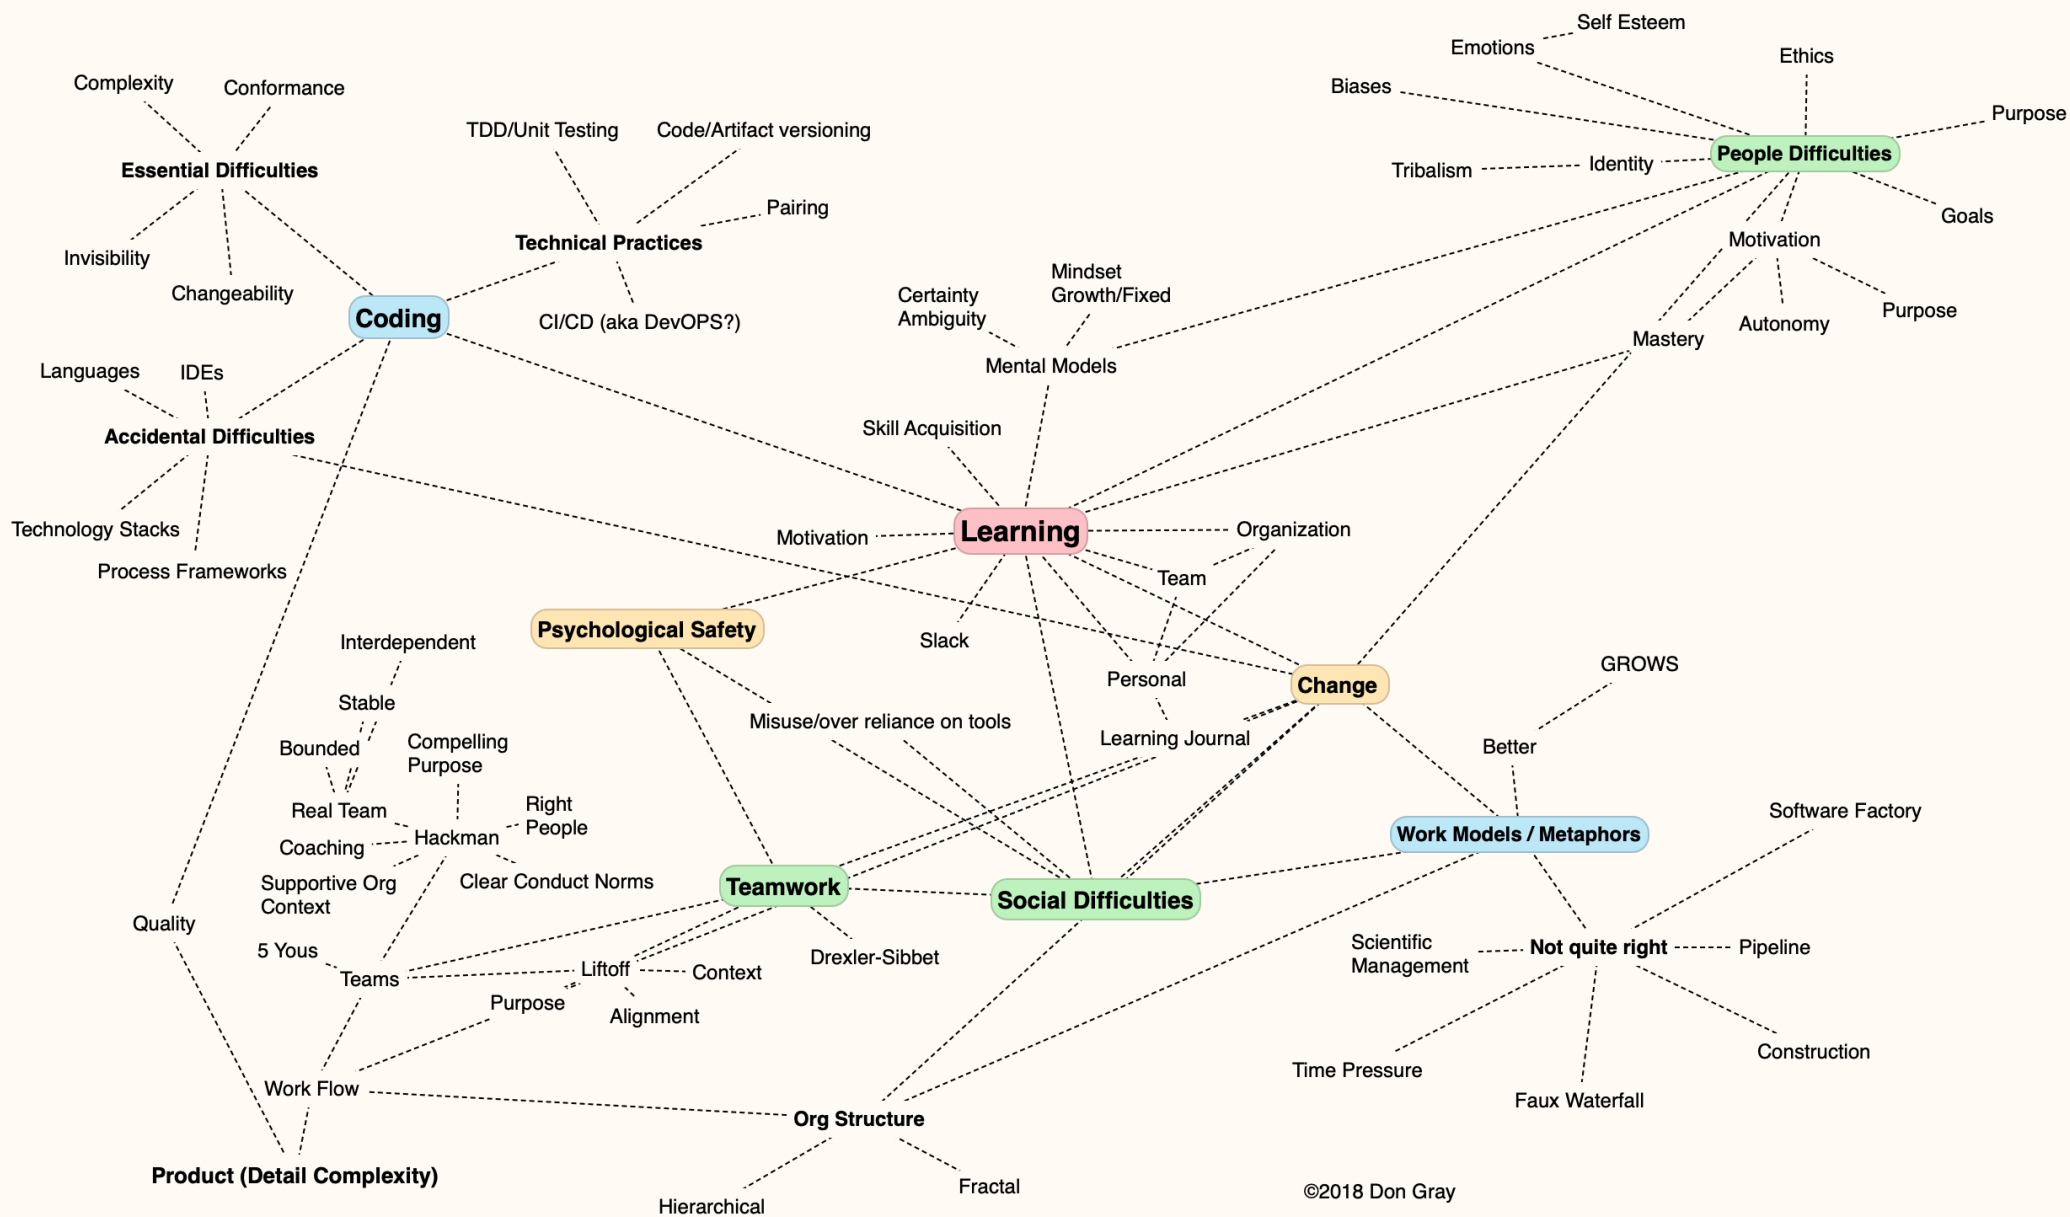 Self Esteem
Emotions
Ethics
Biases
Purpose
People Difficulties
Tribalism
Identity
Goals
Motivation
Mastery
Autonomy
Purpose
Complexity
Conformance
Essential Difficulties
Invisibility
Changeability
TDD/Unit Testing
Code/Artifact versioning
Pairing
Technical Practices
CI/CD (aka DevOPS?)
Coding
Languages
IDEs
Accidental Difficulties
Technology Stacks
Process Frameworks
Mindset
Growth/Fixed
Certainty
Ambiguity
Mental Models
Skill Acquisition
Motivation
Learning
Organization
Team
Slack
Personal
Learning Journal
Psychological Safety
Misuse/over reliance on tools
Change
GROWS
Better
Work Models / Metaphors
Software Factory
Scientific
Management
Not quite right
Pipeline
Time Pressure
Faux Waterfall
Construction
Interdependent
Stable
Bounded
Compelling
Purpose
Real Team
Right
People
Hackman
Coaching
Supportive Org
Context
Clear Conduct Norms
Teamwork
Social Difficulties
Drexler-Sibbet
Quality
5 Yous
Teams
Liftoff
Context
Purpose
Alignment
Work Flow
Org Structure
Product (Detail Complexity)
Hierarchical
Fractal
©2018 Don Gray